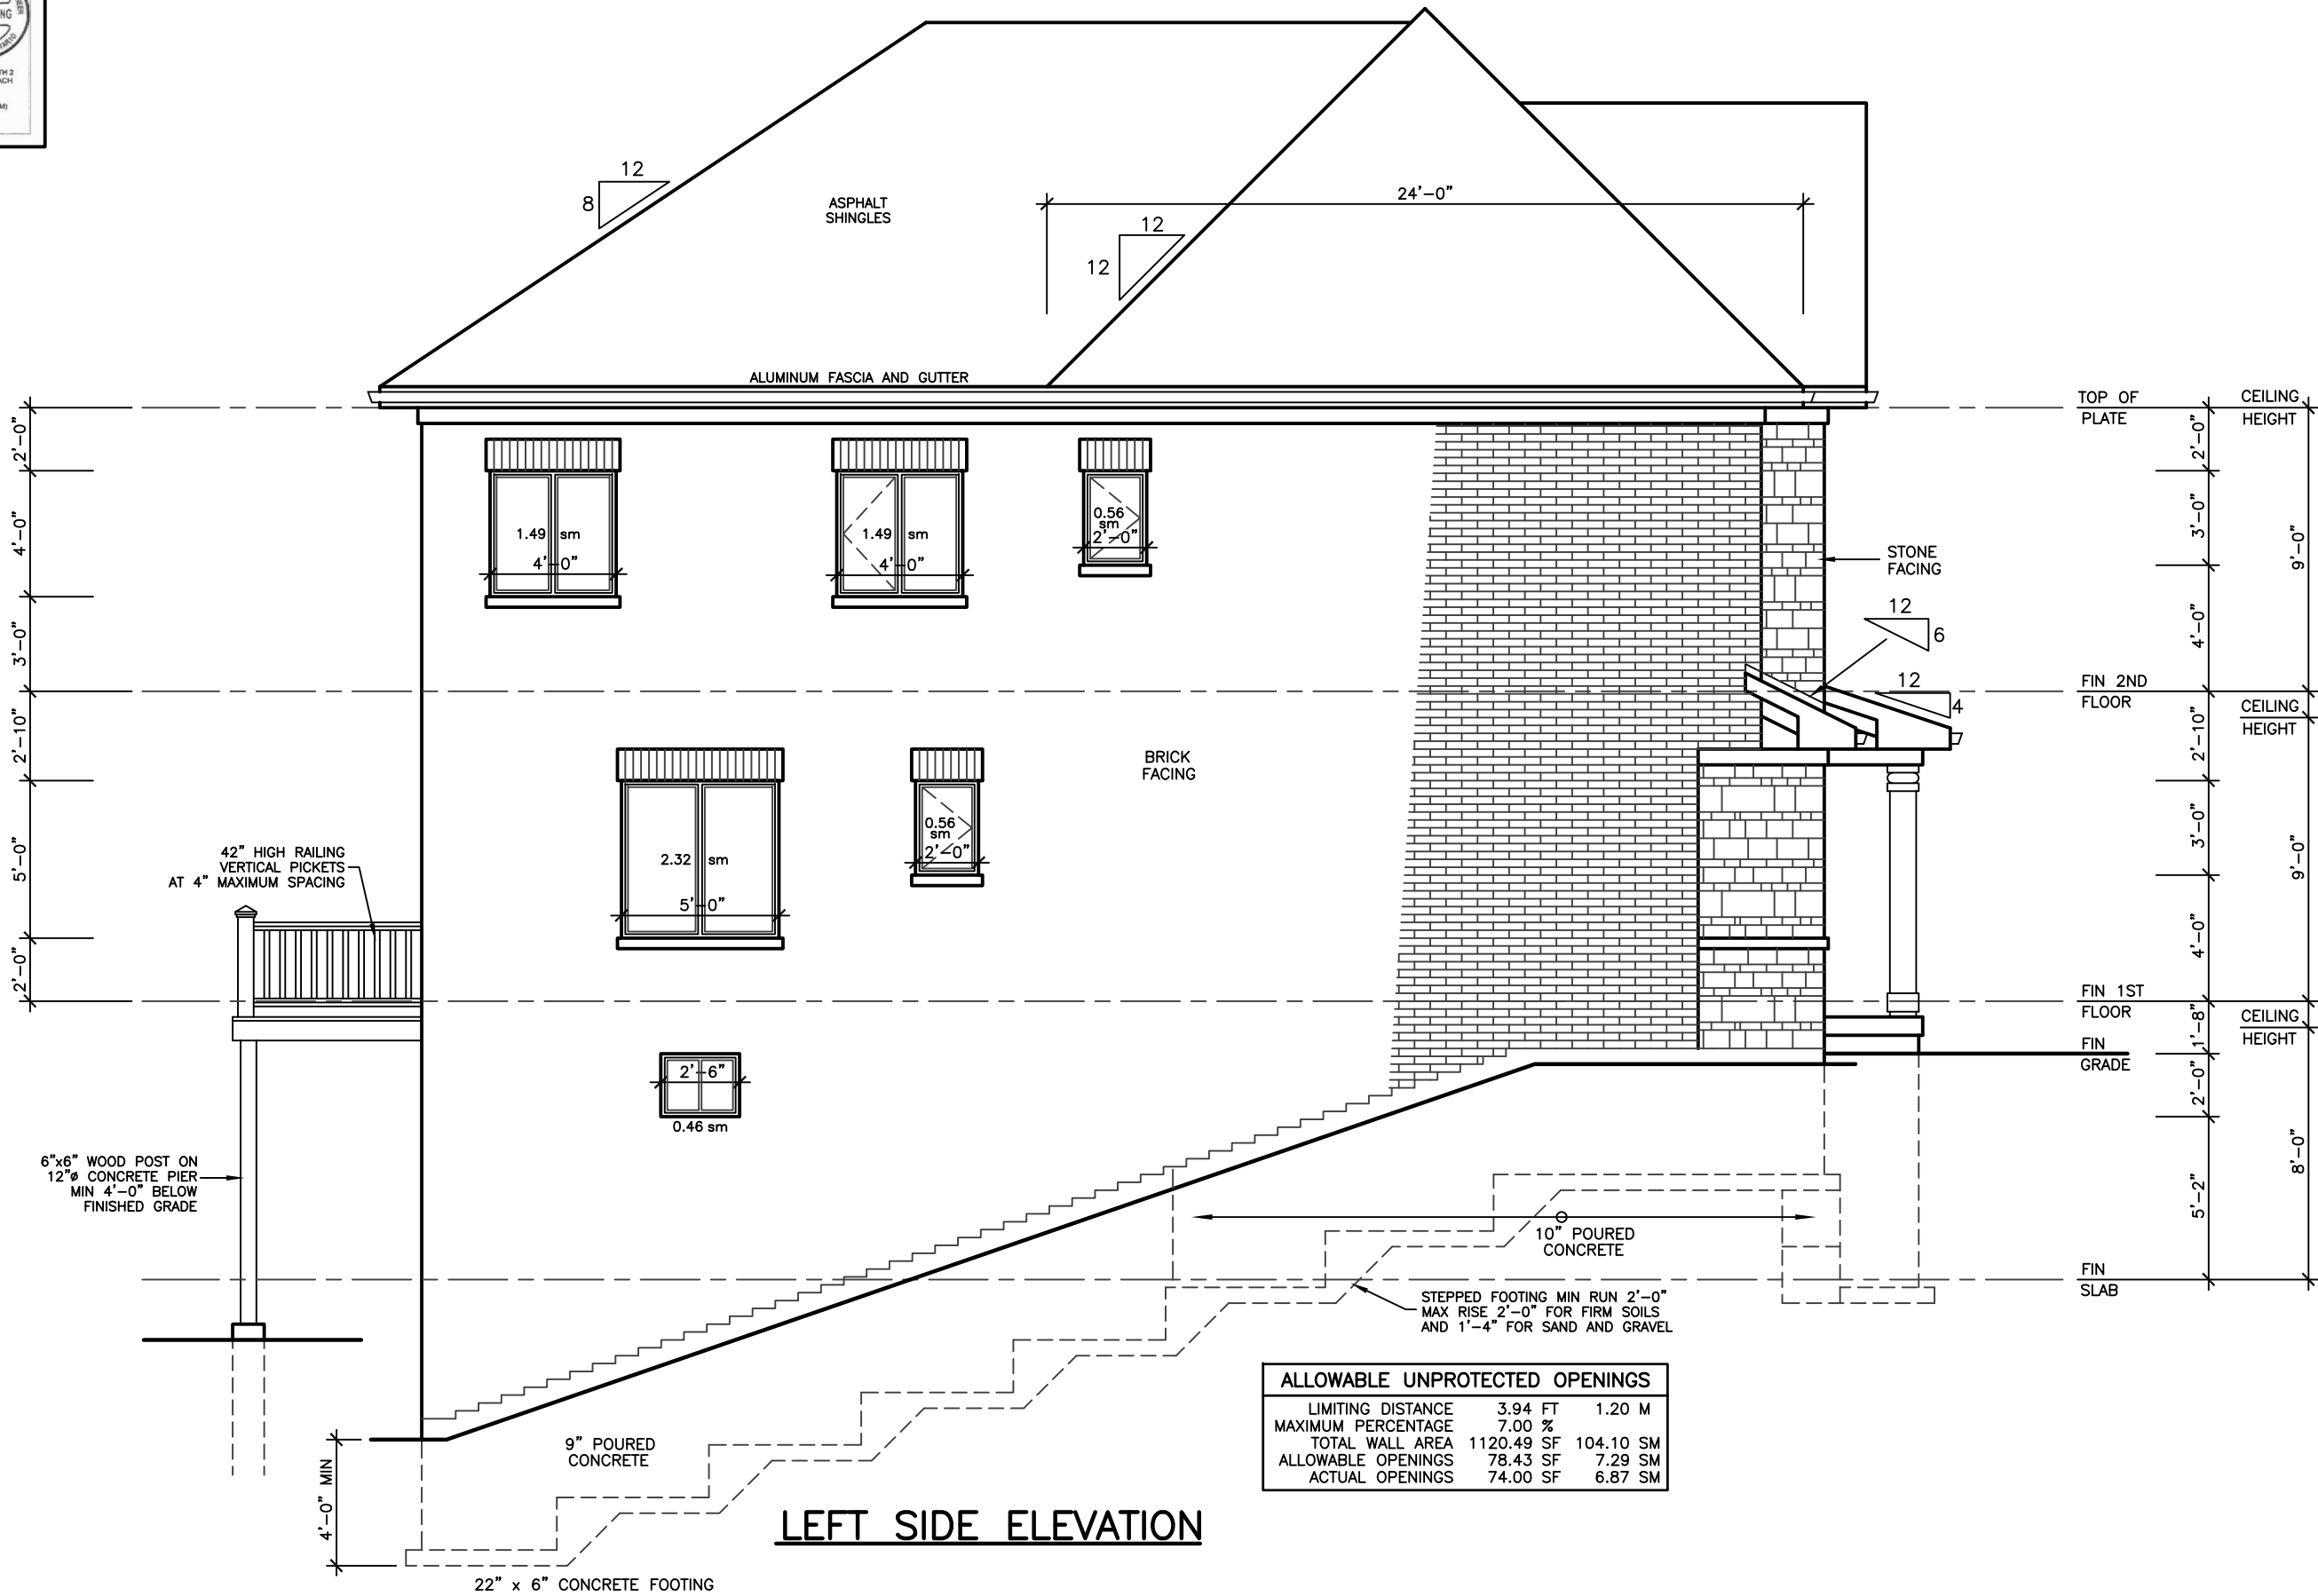 NG
TARIO
TH 2
ACH
M)
12
8
ASPHALT
SHINGLES
24'-0"
12
12
ALUMINUM FASCIA AND GUTTER
TOP OF
PLATE
CEILING
HEIGHT
2'-0"
4'-0"
3'-0"
2'-10"
5'-0"
2'-0"
1.49 sm
4'-0"
1.49 sm
4'-0"
0.56
sm
2'-0"
STONE
FACING
12
6
12
4
2'-0"
3'-0"
4'-0"
9'-0"
FIN 2ND
FLOOR
CEILING
HEIGHT
BRICK
FACING
2.32 sm
5'-0"
0.56
sm
2'-0"
42" HIGH RAILING
VERTICAL PICKETS
AT 4" MAXIMUM SPACING
2'-10"
3'-0"
4'-0"
9'-0"
FIN 1ST
FLOOR
CEILING
HEIGHT
1'-8"
FIN
GRADE
2'-0"
5'-2"
8'-0"
2'-6"
0.46 sm
6"x6" WOOD POST ON
12"ø CONCRETE PIER
MIN 4'-0" BELOW
FINISHED GRADE
10" POURED
CONCRETE
FIN
SLAB
STEPPED FOOTING MIN RUN 2'-0"
MAX RISE 2'-0" FOR FIRM SOILS
AND 1'-4" FOR SAND AND GRAVEL
ALLOWABLE UNPROTECTED OPENINGS
LIMITING DISTANCE 3.94 FT 1.20 M
MAXIMUM PERCENTAGE 7.00 %
TOTAL WALL AREA 1120.49 SF 104.10 SM
ALLOWABLE OPENINGS 78.43 SF 7.29 SM
ACTUAL OPENINGS 74.00 SF 6.87 SM
9" POURED
CONCRETE
4'-0" MIN
LEFT SIDE ELEVATION
22" x 6" CONCRETE FOOTING